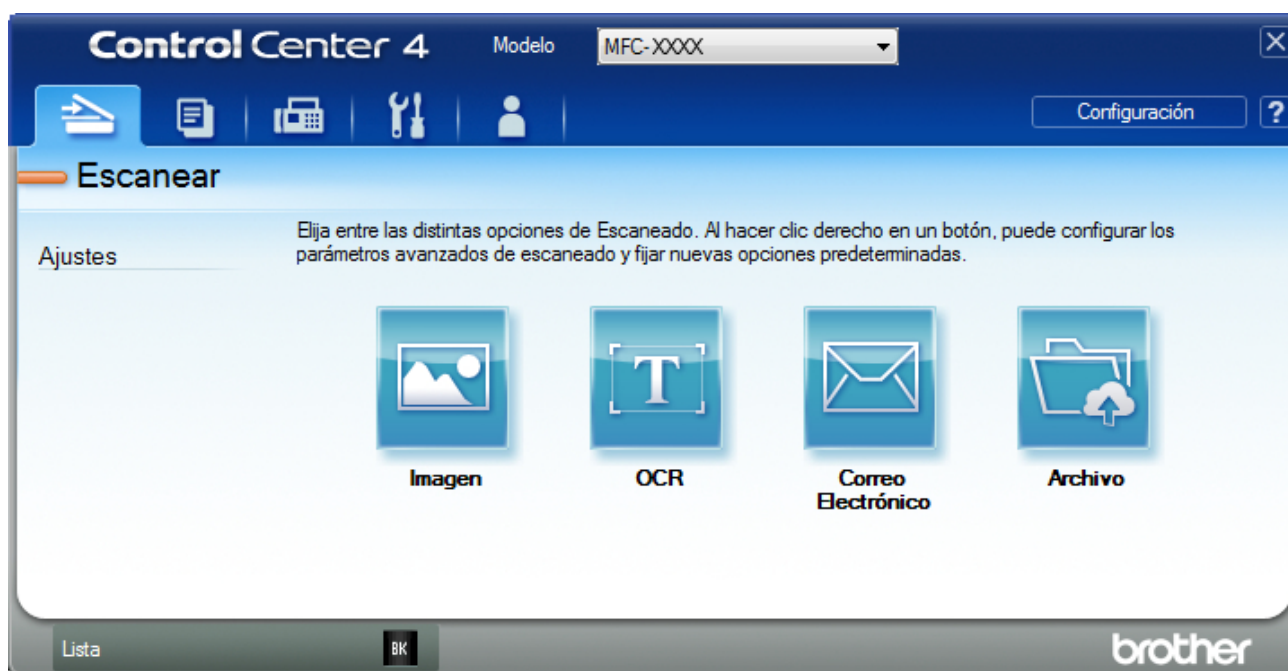 Control Center 4
Modelo
MFC-XXXX
Configuración
?
Escanear
Ajustes
Elija entre las distintas opciones de Escaneado. Al hacer clic derecho en un botón, puede configurar los
parámetros avanzados de escaneado y fijar nuevas opciones predeterminadas.
T
Imagen
OCR
Correo
Electrónico
Archivo
Lista
BK
brother